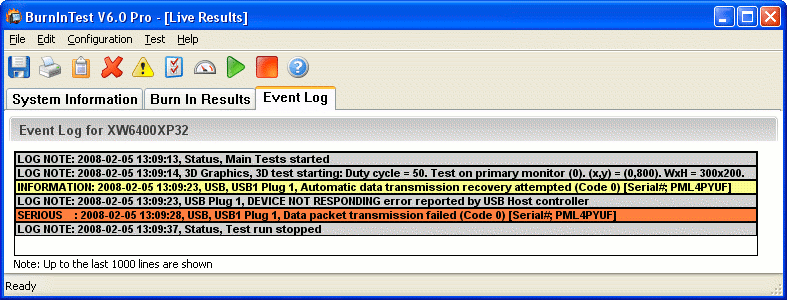 BurnInTest V6.0 Pro - [Live Results]
File Edit Configuration Test Help
System Information Burn In Results Event Log
Event Log for XW6400XP32
LOG NOTE: 2008-02-05 13:09:13, Status, Main Tests started
LOG NOTE: 2008-02-05 13:09:14, 3D Graphics, 3D test starting: Duty cycle = 50. Test on primary monitor (0). (x,y) = (0,800). WxH = 300x200.
INFORMATION: 2008-02-05 13:09:23, USB, USB1 Plug 1, Automatic data transmission recovery attempted (Code 0) [Serial#; PML4PYUF]
LOG NOTE: 2008-02-05 13:09:23, USB Plug 1, DEVICE NOT RESPONDING error reported by USB Host controller
SERIOUS : 2008-02-05 13:09:28, USB, USB1 Plug 1, Data packet transmission failed (Code 0) [Serial#; PML4PYUF]
LOG NOTE: 2008-02-05 13:09:37, Status, Test run stopped
Note: Up to the last 1000 lines are shown
Ready